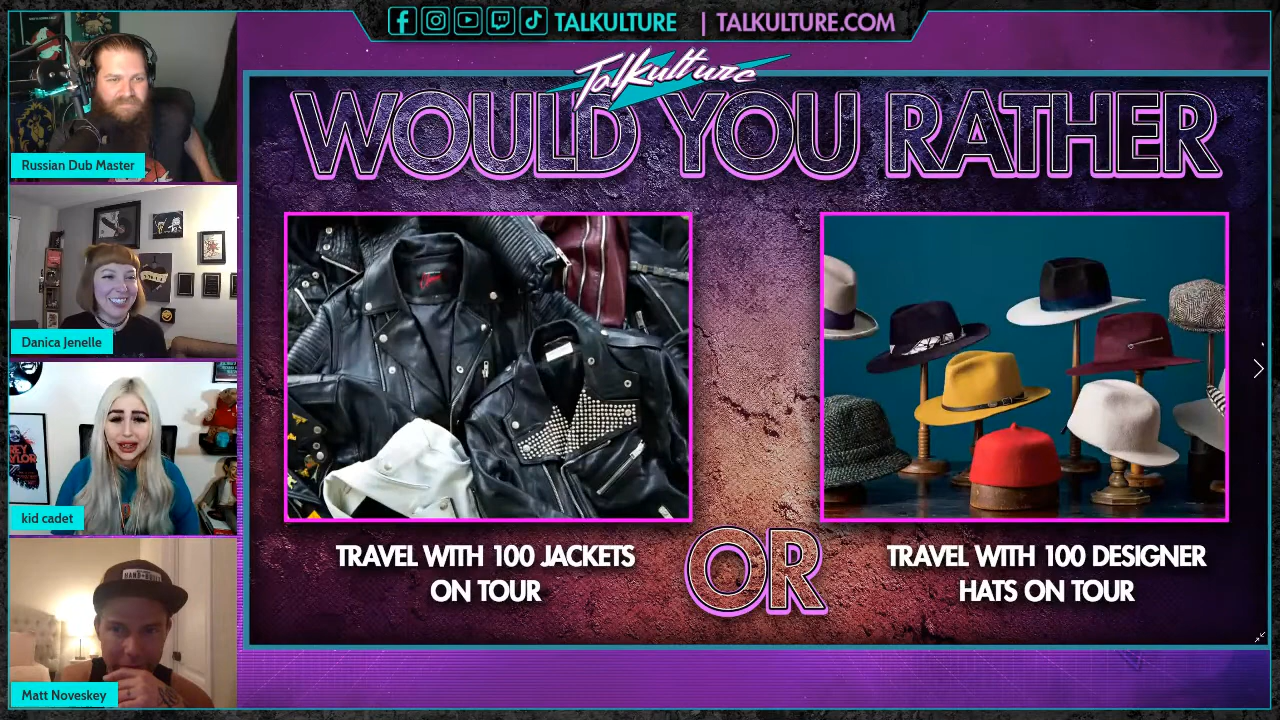 TALKULTURE | TALKULTURE.COM
Talkulture
WOULD YOU RATHER
Russian Dub Master
Danica Jenelle
kid cadet
Matt Noveskey
TRAVEL WITH 100 JACKETS
ON TOUR
OR
TRAVEL WITH 100 DESIGNER
HATS ON TOUR